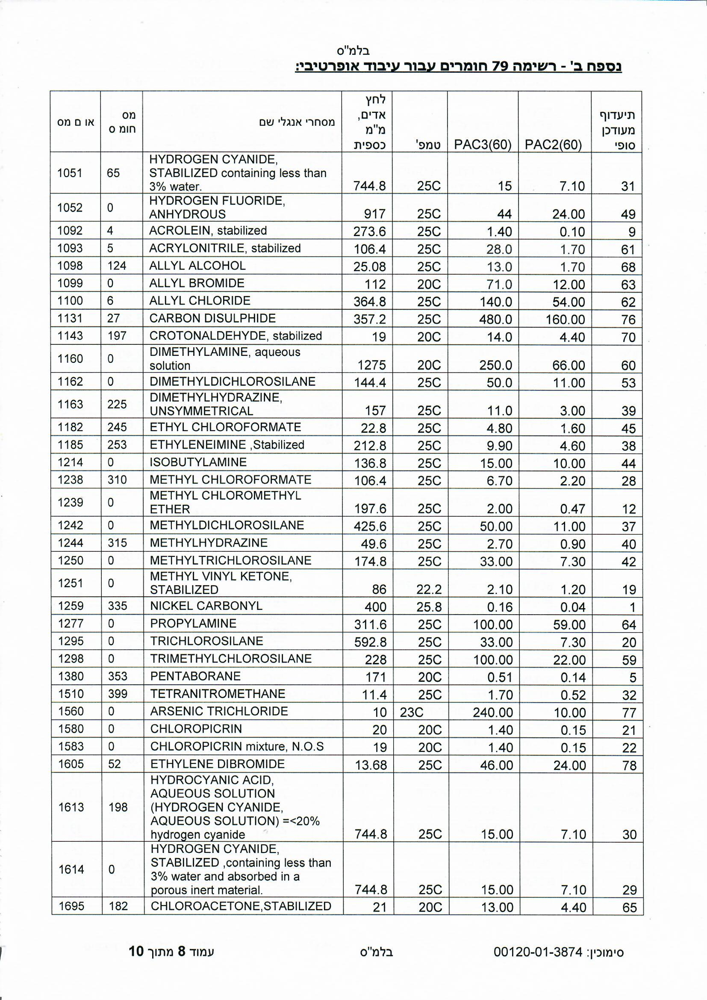 בלמ"ס
נספח ב' - רשימה 79 חומרים עבור עיבוד אופרטיבי:
או ם מס | מס חומ ס | מסחרי אנגלי שם | לחץ אדים, מ"מ כספית | טמפ' | PAC3(60) | PAC2(60) | תיעדוף מעודכן סופי
1051 | 65 | HYDROGEN CYANIDE, STABILIZED containing less than 3% water. | 744.8 | 25C | 15 | 7.10 | 31
1052 | 0 | HYDROGEN FLUORIDE, ANHYDROUS | 917 | 25C | 44 | 24.00 | 49
1092 | 4 | ACROLEIN, stabilized | 273.6 | 25C | 1.40 | 0.10 | 9
1093 | 5 | ACRYLONITRILE, stabilized | 106.4 | 25C | 28.0 | 1.70 | 61
1098 | 124 | ALLYL ALCOHOL | 25.08 | 25C | 13.0 | 1.70 | 68
1099 | 0 | ALLYL BROMIDE | 112 | 20C | 71.0 | 12.00 | 63
1100 | 6 | ALLYL CHLORIDE | 364.8 | 25C | 140.0 | 54.00 | 62
1131 | 27 | CARBON DISULPHIDE | 357.2 | 25C | 480.0 | 160.00 | 76
1143 | 197 | CROTONALDEHYDE, stabilized | 19 | 20C | 14.0 | 4.40 | 70
1160 | 0 | DIMETHYLAMINE, aqueous solution | 1275 | 20C | 250.0 | 66.00 | 60
1162 | 0 | DIMETHYLDICHLOROSILANE | 144.4 | 25C | 50.0 | 11.00 | 53
1163 | 225 | DIMETHYLHYDRAZINE, UNSYMMETRICAL | 157 | 25C | 11.0 | 3.00 | 39
1182 | 245 | ETHYL CHLOROFORMATE | 22.8 | 25C | 4.80 | 1.60 | 45
1185 | 253 | ETHYLENEIMINE ,Stabilized | 212.8 | 25C | 9.90 | 4.60 | 38
1214 | 0 | ISOBUTYLAMINE | 136.8 | 25C | 15.00 | 10.00 | 44
1238 | 310 | METHYL CHLOROFORMATE | 106.4 | 25C | 6.70 | 2.20 | 28
1239 | 0 | METHYL CHLOROMETHYL ETHER | 197.6 | 25C | 2.00 | 0.47 | 12
1242 | 0 | METHYLDICHLOROSILANE | 425.6 | 25C | 50.00 | 11.00 | 37
1244 | 315 | METHYLHYDRAZINE | 49.6 | 25C | 2.70 | 0.90 | 40
1250 | 0 | METHYLTRICHLOROSILANE | 174.8 | 25C | 33.00 | 7.30 | 42
1251 | 0 | METHYL VINYL KETONE, STABILIZED | 86 | 22.2 | 2.10 | 1.20 | 19
1259 | 335 | NICKEL CARBONYL | 400 | 25.8 | 0.16 | 0.04 | 1
1277 | 0 | PROPYLAMINE | 311.6 | 25C | 100.00 | 59.00 | 64
1295 | 0 | TRICHLOROSILANE | 592.8 | 25C | 33.00 | 7.30 | 20
1298 | 0 | TRIMETHYLCHLOROSILANE | 228 | 25C | 100.00 | 22.00 | 59
1380 | 353 | PENTABORANE | 171 | 20C | 0.51 | 0.14 | 5
1510 | 399 | TETRANITROMETHANE | 11.4 | 25C | 1.70 | 0.52 | 32
1560 | 0 | ARSENIC TRICHLORIDE | 10 | 23C | 240.00 | 10.00 | 77
1580 | 0 | CHLOROPICRIN | 20 | 20C | 1.40 | 0.15 | 21
1583 | 0 | CHLOROPICRIN mixture, N.O.S | 19 | 20C | 1.40 | 0.15 | 22
1605 | 52 | ETHYLENE DIBROMIDE | 13.68 | 25C | 46.00 | 24.00 | 78
1613 | 198 | HYDROCYANIC ACID, AQUEOUS SOLUTION (HYDROGEN CYANIDE, AQUEOUS SOLUTION) =<20% hydrogen cyanide | 744.8 | 25C | 15.00 | 7.10 | 30
1614 | 0 | HYDROGEN CYANIDE, STABILIZED ,containing less than 3% water and absorbed in a porous inert material. | 744.8 | 25C | 15.00 | 7.10 | 29
1695 | 182 | CHLOROACETONE,STABILIZED | 21 | 20C | 13.00 | 4.40 | 65
סימוכין: 00120-01-3874 בלמ"ס עמוד 8 מתוך 10